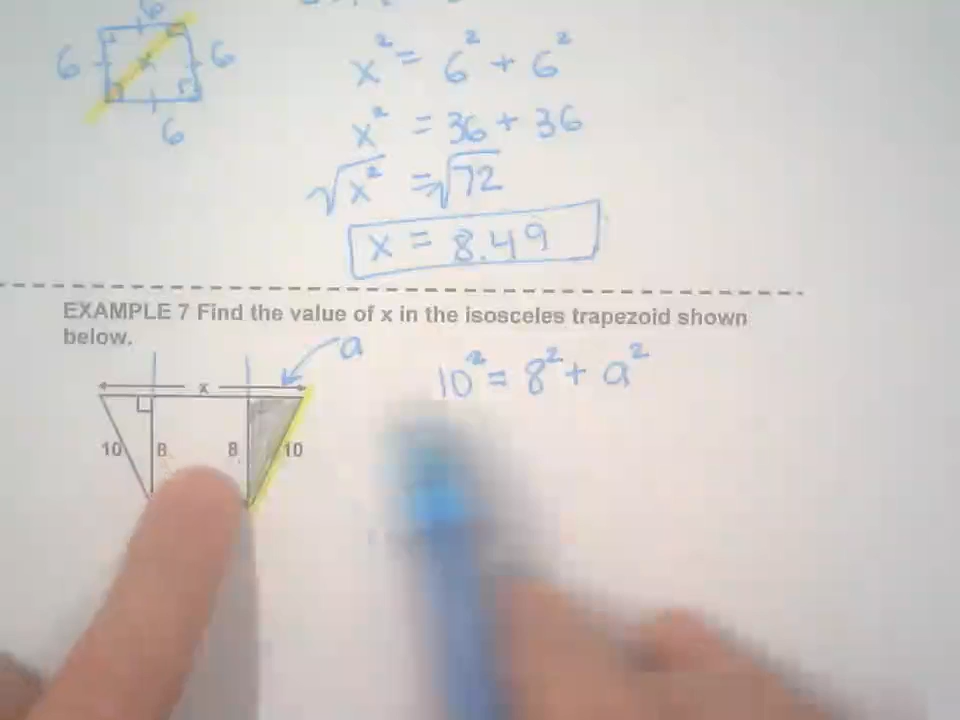 6
6 x 6
6
x² = 6² + 6²
x² = 36 + 36
√x² = √72
x = 8.49
EXAMPLE 7 Find the value of x in the isosceles trapezoid shown
below.
a
x
10 8 8 10
10² = 8² + a²